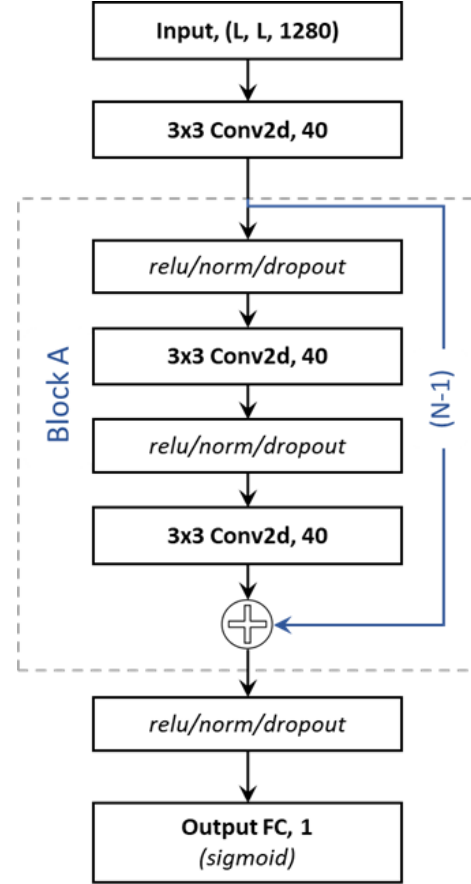 Input, (L, L, 1280)
3x3 Conv2d, 40
relu/norm/dropout
3x3 Conv2d, 40
relu/norm/dropout
3x3 Conv2d, 40
Block A
(N-1)
relu/norm/dropout
Output FC, 1
(sigmoid)